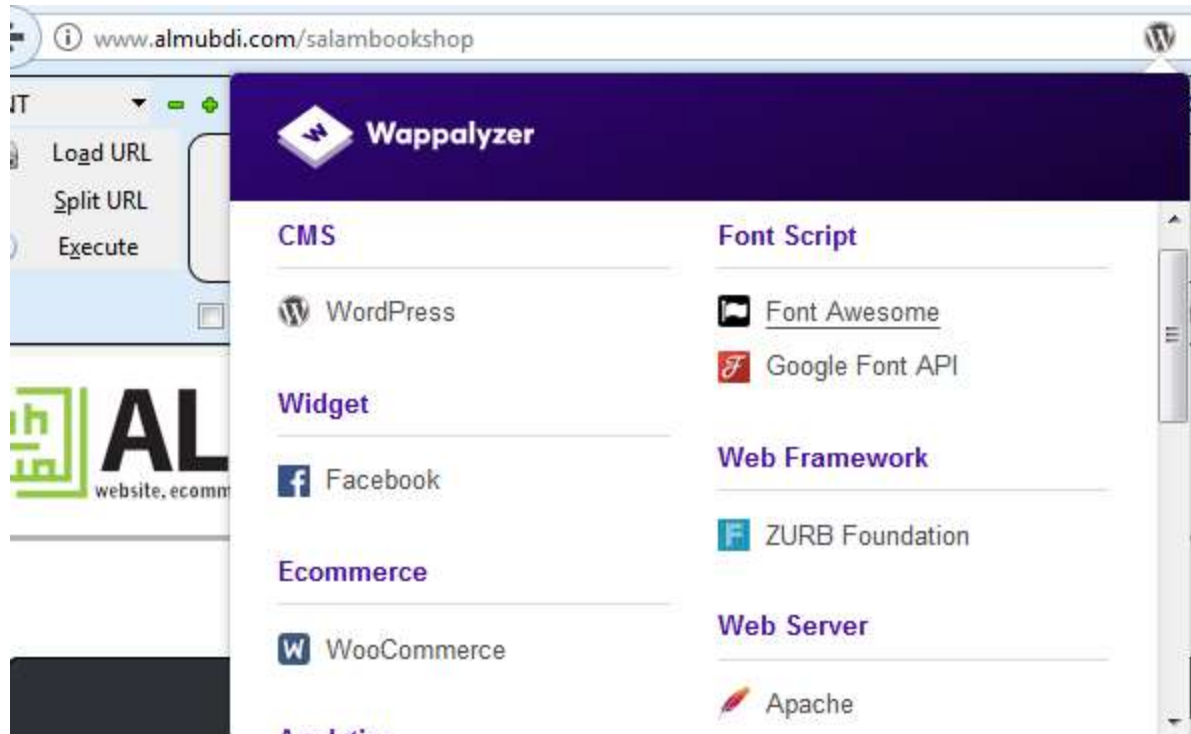 www.almubdi.com/salambookshop
Wappalyzer
Load URL
Split URL
Execute
CMS
WordPress
Widget
Facebook
Ecommerce
WooCommerce
Font Script
Font Awesome
Google Font API
Web Framework
ZURB Foundation
Web Server
Apache
AL
website, ecomm